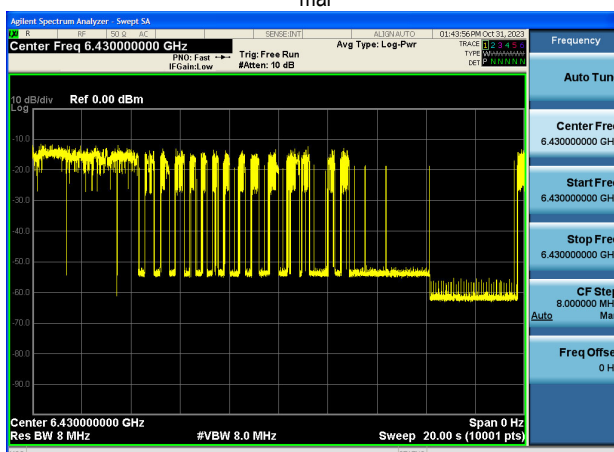 mar
Agilent Spectrum Analyzer - Swept SA
LXI R RF 50 Ω AC SENSE:INT ALIGN AUTO 01:43:56PM Oct 31, 2023 Frequency
Center Freq 6.430000000 GHz Avg Type: Log-Pwr TRACE 1 2 3 4 5 6
PNO: Fast Trig: Free Run TYPE
IFGain:Low #Atten: 10 dB DET P N N N N N
Auto Tun
10 dB/div Ref 0.00 dBm
Log
Center Fre
6.430000000 GH
-10.0
-20.0
Start Fre
6.430000000 GH
-30.0
-40.0
Stop Fre
6.430000000 GH
-50.0
-60.0
CF Step
8.000000 MH
Auto Ma
-70.0
Freq Offse
0 H
-80.0
-90.0
Center 6.430000000 GHz Span 0 Hz
Res BW 8 MHz #VBW 8.0 MHz Sweep 20.00 s (10001 pts)